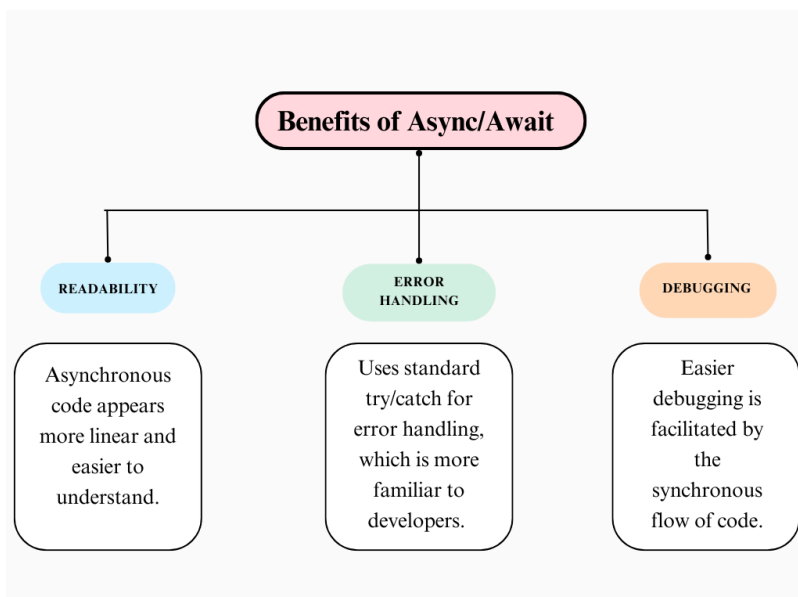 Benefits of Async/Await
READABILITY
ERROR
HANDLING
DEBUGGING
Asynchronous
code appears
more linear and
easier to
understand.
Uses standard
try/catch for
error handling,
which is more
familiar to
developers.
Easier
debugging is
facilitated by
the
synchronous
flow of code.